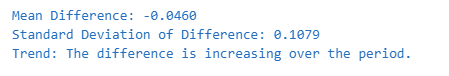 Mean Difference: -0.0460
Standard Deviation of Difference: 0.1079
Trend: The difference is increasing over the period.